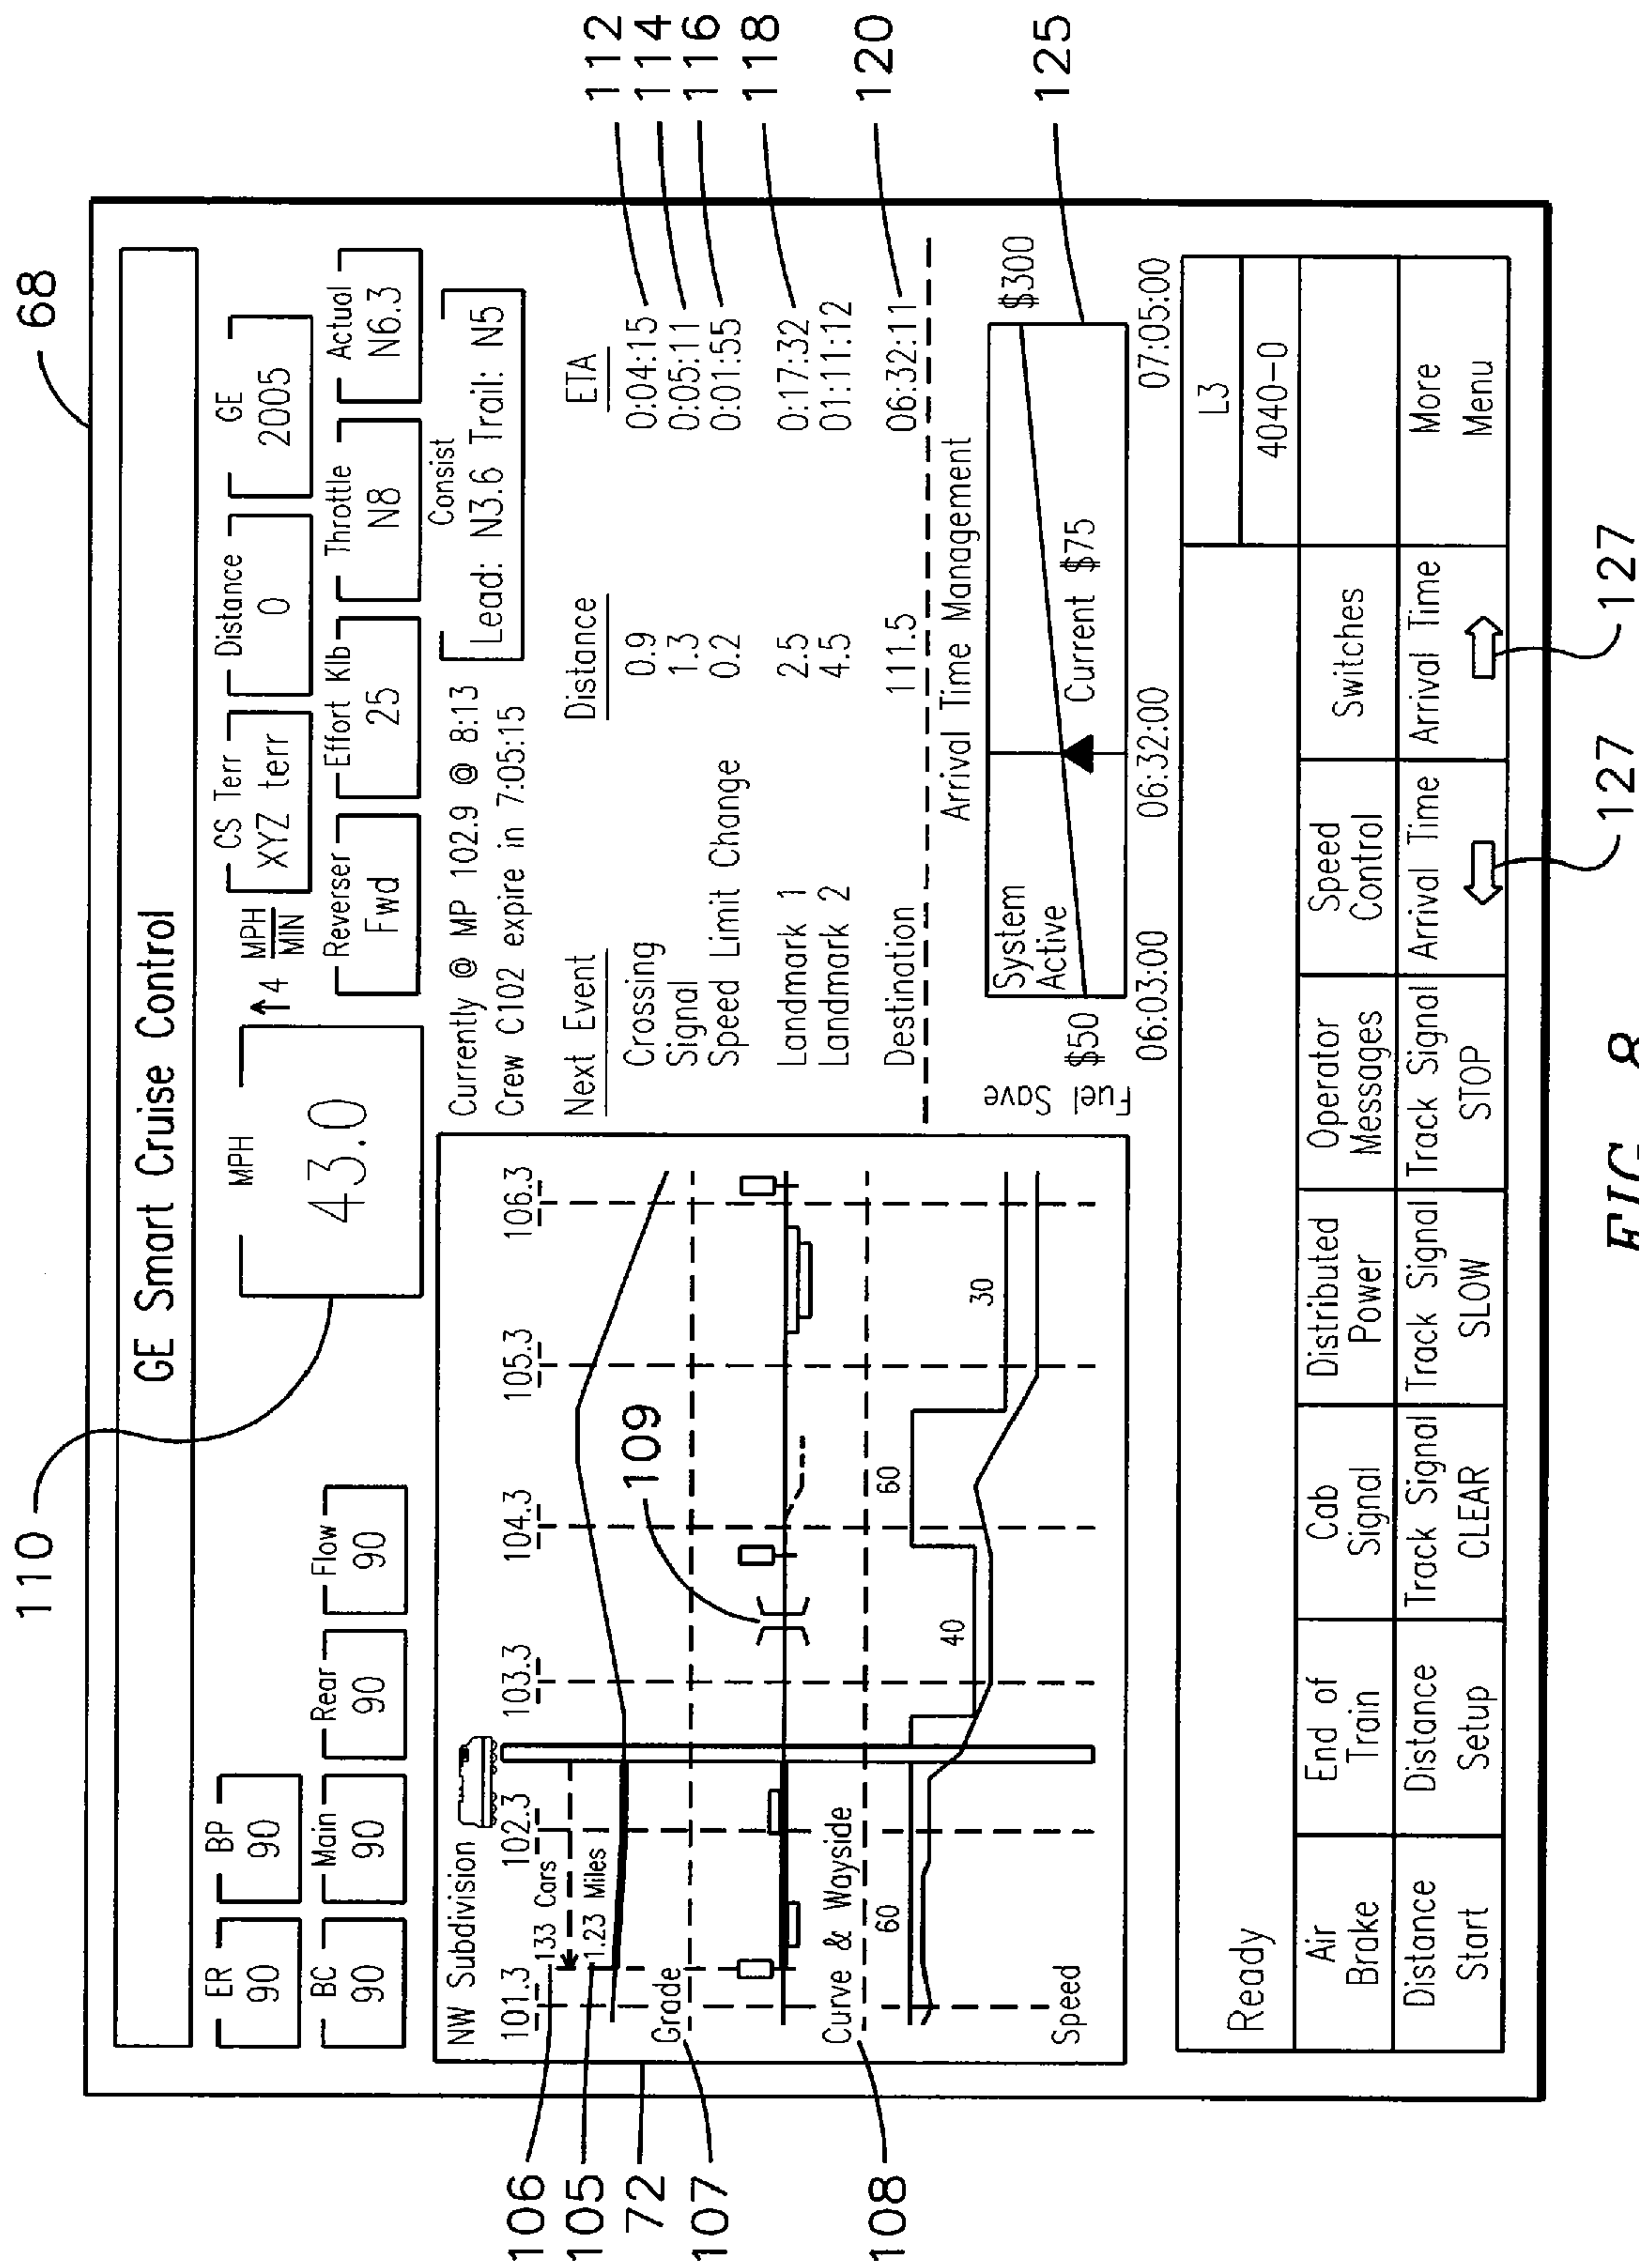 68
110
GE Smart Cruise Control
ER
90
BP
90
BC
90
Main
90
Rear
90
Flow
90
MPH
43.0
4 MPH
MIN
CS Terr
XYZ terr
Distance
0
GE
2005
Reverser
Fwd
Effort Klb
25
Throttle
N8
Actual
N6.3
Consist
Lead: N3.6 Trail: N5
NW Subdivision
101.3 102.3 103.3 104.3 105.3 106.3
133 Cars
1.23 Miles
109
Grade
Curve & Wayside
60 40 60 30
Speed
106
105
72
107
108
Currently @ MP 102.9 @ 8:13
Crew C102 expire in 7:05:15
Next Event Distance ETA
Crossing 0.9 0:04:15
Signal 1.3 0:05:11
Speed Limit Change 0.2 0:01:55
Landmark 1 2.5 0:17:32
Landmark 2 4.5 01:11:12
Destination 111.5 06:32:11
112
114
116
118
120
125
Arrival Time Management
Fuel Save
$50
System
Active
Current $75
$300
06:03:00 06:32:00 07:05:00
Ready
L3
4040-0
Air
Brake
End of
Train
Cab
Signal
Distributed
Power
Operator
Messages
Speed
Control
Switches
Distance
Start
Distance
Setup
Track Signal
CLEAR
Track Signal
SLOW
Track Signal
STOP
Arrival Time
Arrival Time
More
Menu
127
127
FIG. 8